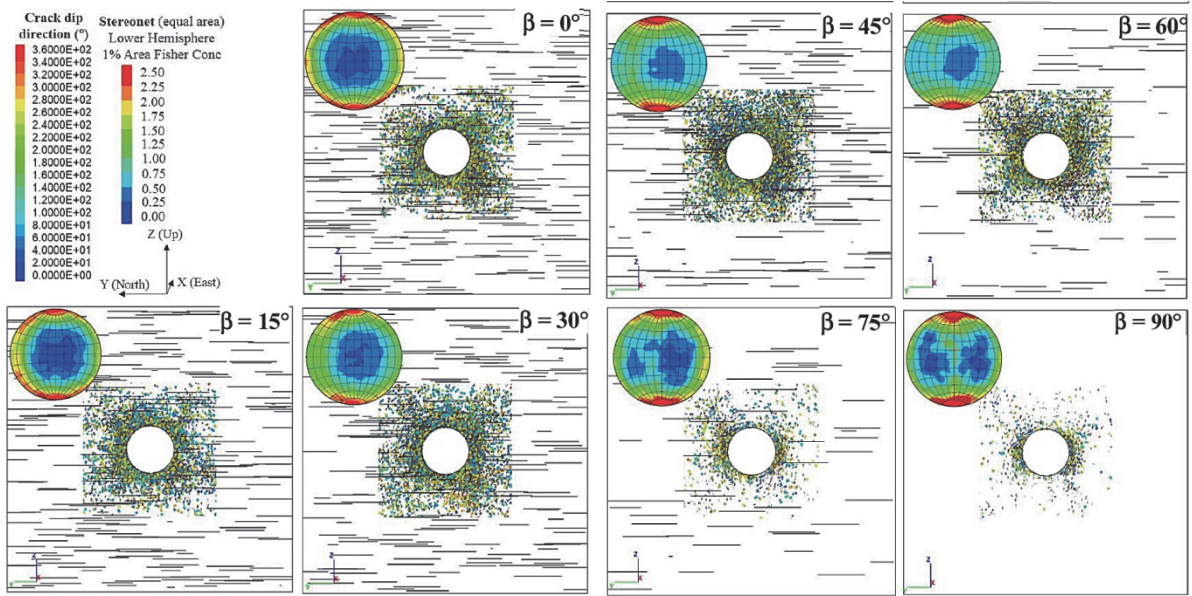 Crack dip
direction (°)
3.6000E+02
3.4000E+02
3.2000E+02
3.0000E+02
2.8000E+02
2.6000E+02
2.4000E+02
2.2000E+02
2.0000E+02
1.8000E+02
1.6000E+02
1.4000E+02
1.2000E+02
1.0000E+02
8.0000E+01
6.0000E+01
4.0000E+01
2.0000E+01
0.0000E+00
Stereonet (equal area)
Lower Hemisphere
1% Area Fisher Conc
2.50
2.25
2.00
1.75
1.50
1.25
1.00
0.75
0.50
0.25
0.00
Z (Up)
Y (North)
X (East)
β = 0°
Z
Y
X
β = 45°
Z
Y
X
β = 60°
Z
Y
X
β = 15°
Z
Y
X
β = 30°
Z
Y
X
β = 75°
Z
Y
X
β = 90°
Z
Y
X